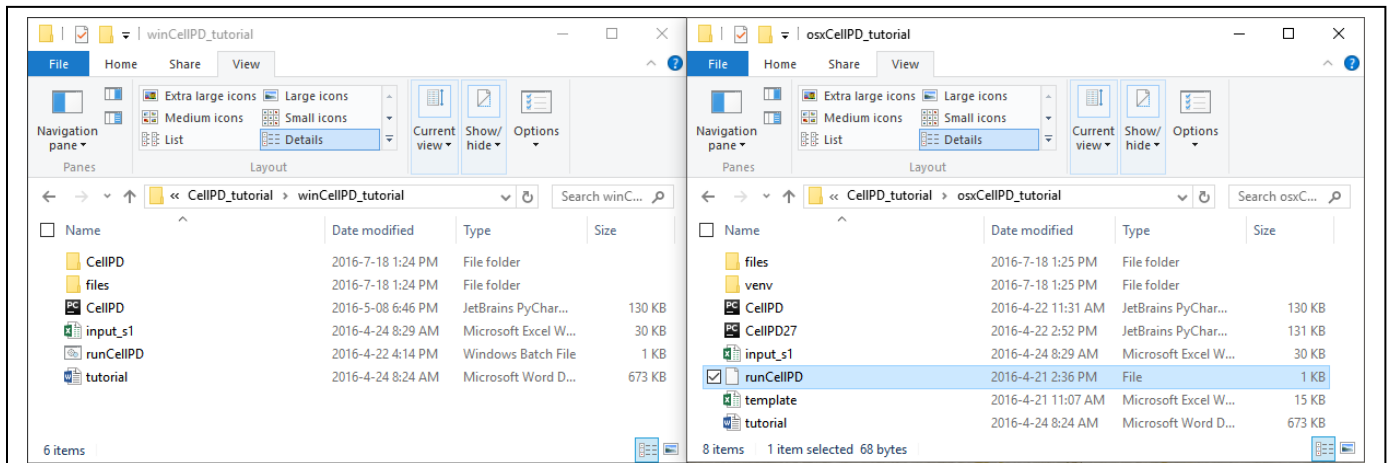 winCellPD_tutorial
File Home Share View
Navigation pane
Extra large icons Large icons
Medium icons Small icons
List Details
Current view
Show/ hide
Options
Panes Layout
« CellPD_tutorial › winCellPD_tutorial
Search winC...
Name Date modified Type Size
CellPD 2016-7-18 1:24 PM File folder
files 2016-7-18 1:24 PM File folder
CellPD 2016-5-08 6:46 PM JetBrains PyChar... 130 KB
input_s1 2016-4-24 8:29 AM Microsoft Excel W... 30 KB
runCellPD 2016-4-22 4:14 PM Windows Batch File 1 KB
tutorial 2016-4-24 8:24 AM Microsoft Word D... 673 KB
6 items
osxCellPD_tutorial
File Home Share View
Navigation pane
Extra large icons Large icons
Medium icons Small icons
List Details
Current view
Show/ hide
Options
Panes Layout
« CellPD_tutorial › osxCellPD_tutorial
Search osxC...
Name Date modified Type Size
files 2016-7-18 1:25 PM File folder
venv 2016-7-18 1:25 PM File folder
CellPD 2016-4-22 11:31 AM JetBrains PyChar... 130 KB
CellPD27 2016-4-22 2:52 PM JetBrains PyChar... 131 KB
input_s1 2016-4-24 8:29 AM Microsoft Excel W... 30 KB
runCellPD 2016-4-21 2:36 PM File 1 KB
template 2016-4-21 11:07 AM Microsoft Excel W... 15 KB
tutorial 2016-4-24 8:24 AM Microsoft Word D... 673 KB
8 items 1 item selected 68 bytes